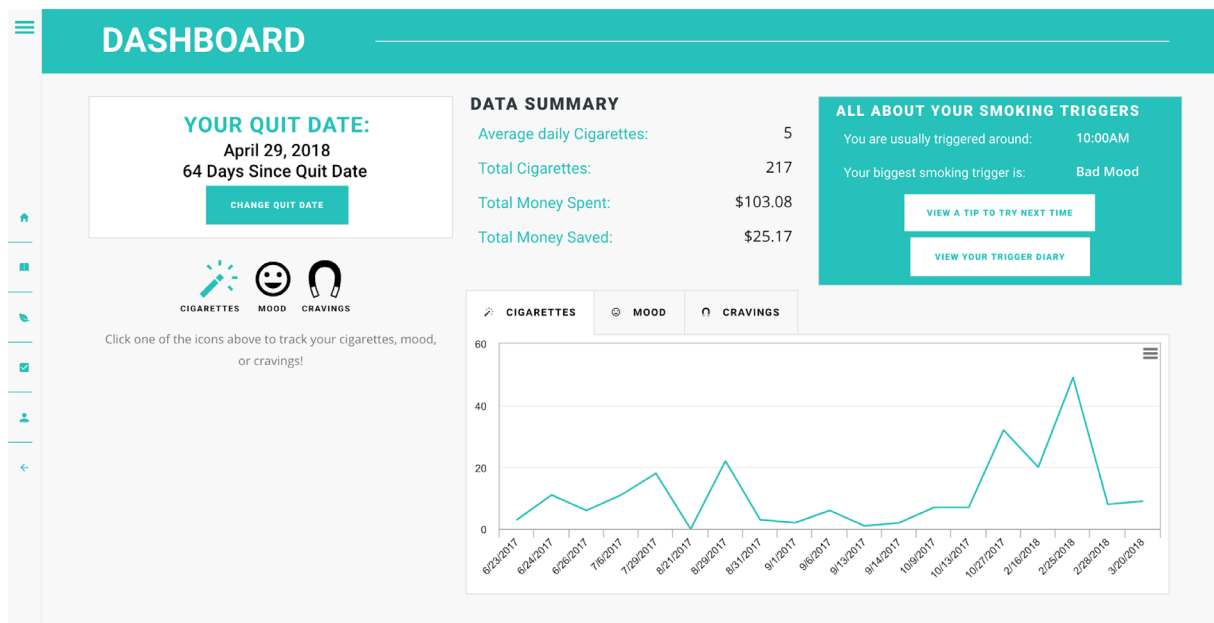 DASHBOARD
YOUR QUIT DATE:
April 29, 2018
64 Days Since Quit Date
CHANGE QUIT DATE
CIGARETTES MOOD CRAVINGS
Click one of the icons above to track your cigarettes, mood,
or cravings!
DATA SUMMARY
Average daily Cigarettes: 5
Total Cigarettes: 217
Total Money Spent: $103.08
Total Money Saved: $25.17
ALL ABOUT YOUR SMOKING TRIGGERS
You are usually triggered around: 10:00AM
Your biggest smoking trigger is: Bad Mood
VIEW A TIP TO TRY NEXT TIME
VIEW YOUR TRIGGER DIARY
CIGARETTES MOOD CRAVINGS
60
40
20
0
6/23/2017 6/24/2017 6/26/2017 7/6/2017 7/29/2017 8/21/2017 8/29/2017 8/31/2017 9/1/2017 9/6/2017 9/13/2017 9/14/2017 10/9/2017 10/13/2017 10/27/2017 2/16/2018 2/25/2018 2/28/2018 3/20/2018